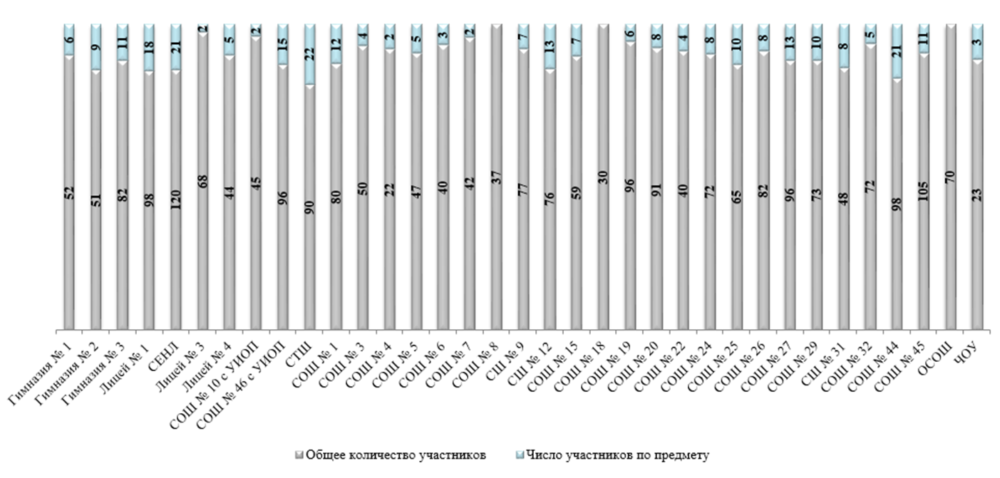 6 9 11 18 21 2 5 2 15 22 12 4 2 5 3 2 7 13 7 6 8 4 8 10 8 13 10 8 5 21 11 3
52 51 82 98 120 68 44 45 96 90 80 50 22 47 40 42 37 77 76 59 30 96 91 40 72 65 82 96 73 48 72 98 105 70 23
Гимназия № 1
Гимназия № 2
Гимназия № 3
Лицей № 1
СЕНЛ
Лицей № 3
Лицей № 4
СОШ № 10 с УИОП
СОШ № 46 с УИОП
СТШ
СОШ № 1
СОШ № 3
СОШ № 4
СОШ № 5
СОШ № 6
СОШ № 7
СОШ № 8
СШ № 9
СШ № 12
СОШ № 15
СОШ № 18
СОШ № 19
СОШ № 20
СОШ № 22
СОШ № 24
СОШ № 25
СОШ № 26
СОШ № 27
СОШ № 29
СШ № 31
СОШ № 32
СОШ № 44
СОШ № 45
ОСОШ
ЧОУ
Общее количество участников
Число участников по предмету